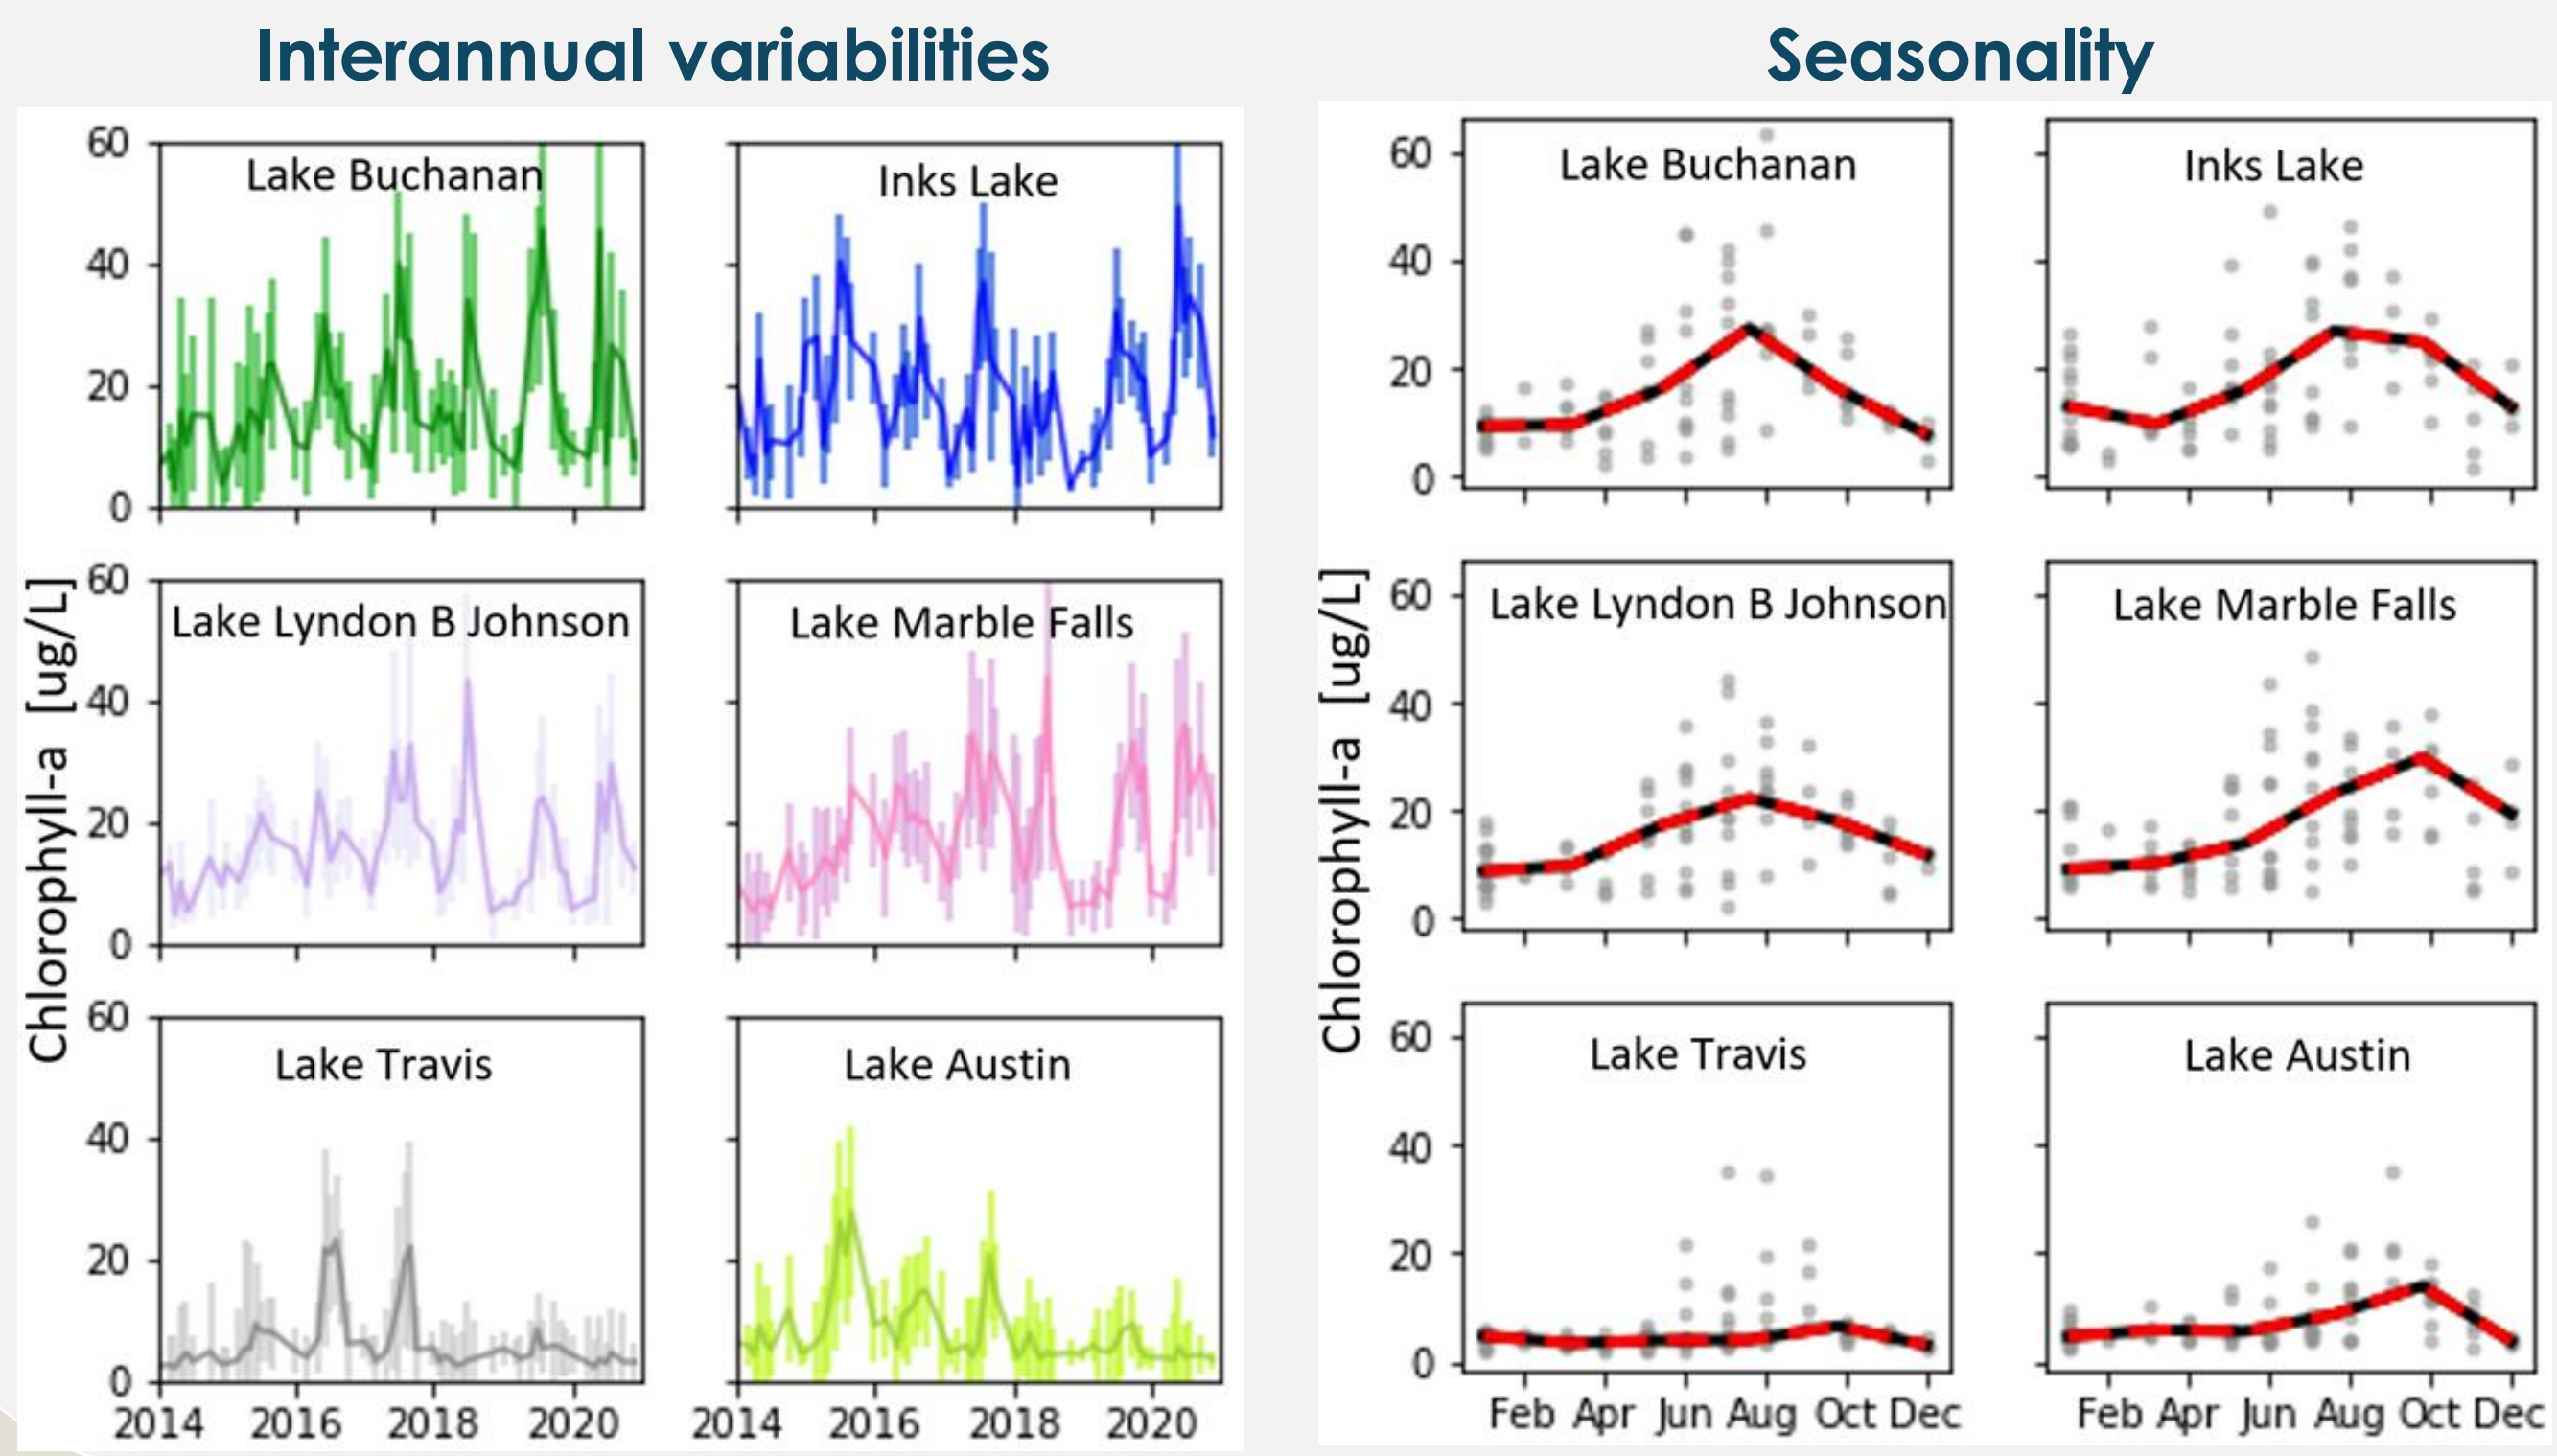 Interannual variabilities
Seasonality
Chlorophyll-a [ug/L]
60
40
20
0
Lake Buchanan
Inks Lake
60
40
20
0
Lake Lyndon B Johnson
Lake Marble Falls
60
40
20
0
Lake Travis
Lake Austin
2014 2016 2018 2020
2014 2016 2018 2020
Chlorophyll-a [ug/L]
60
40
20
0
Lake Buchanan
Inks Lake
60
40
20
0
Lake Lyndon B Johnson
Lake Marble Falls
60
40
20
0
Lake Travis
Lake Austin
Feb Apr Jun Aug Oct Dec
Feb Apr Jun Aug Oct Dec